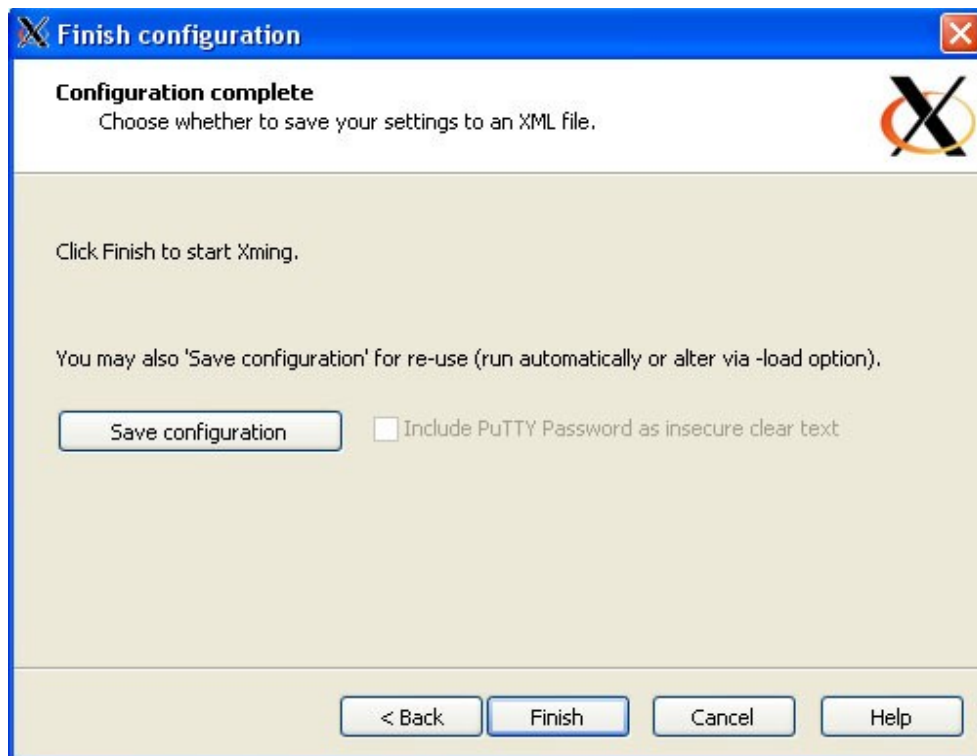 Finish configuration
Configuration complete
Choose whether to save your settings to an XML file.
Click Finish to start Xming.
You may also 'Save configuration' for re-use (run automatically or alter via -load option).
Save configuration
Include PuTTY Password as insecure clear text
< Back
Finish
Cancel
Help